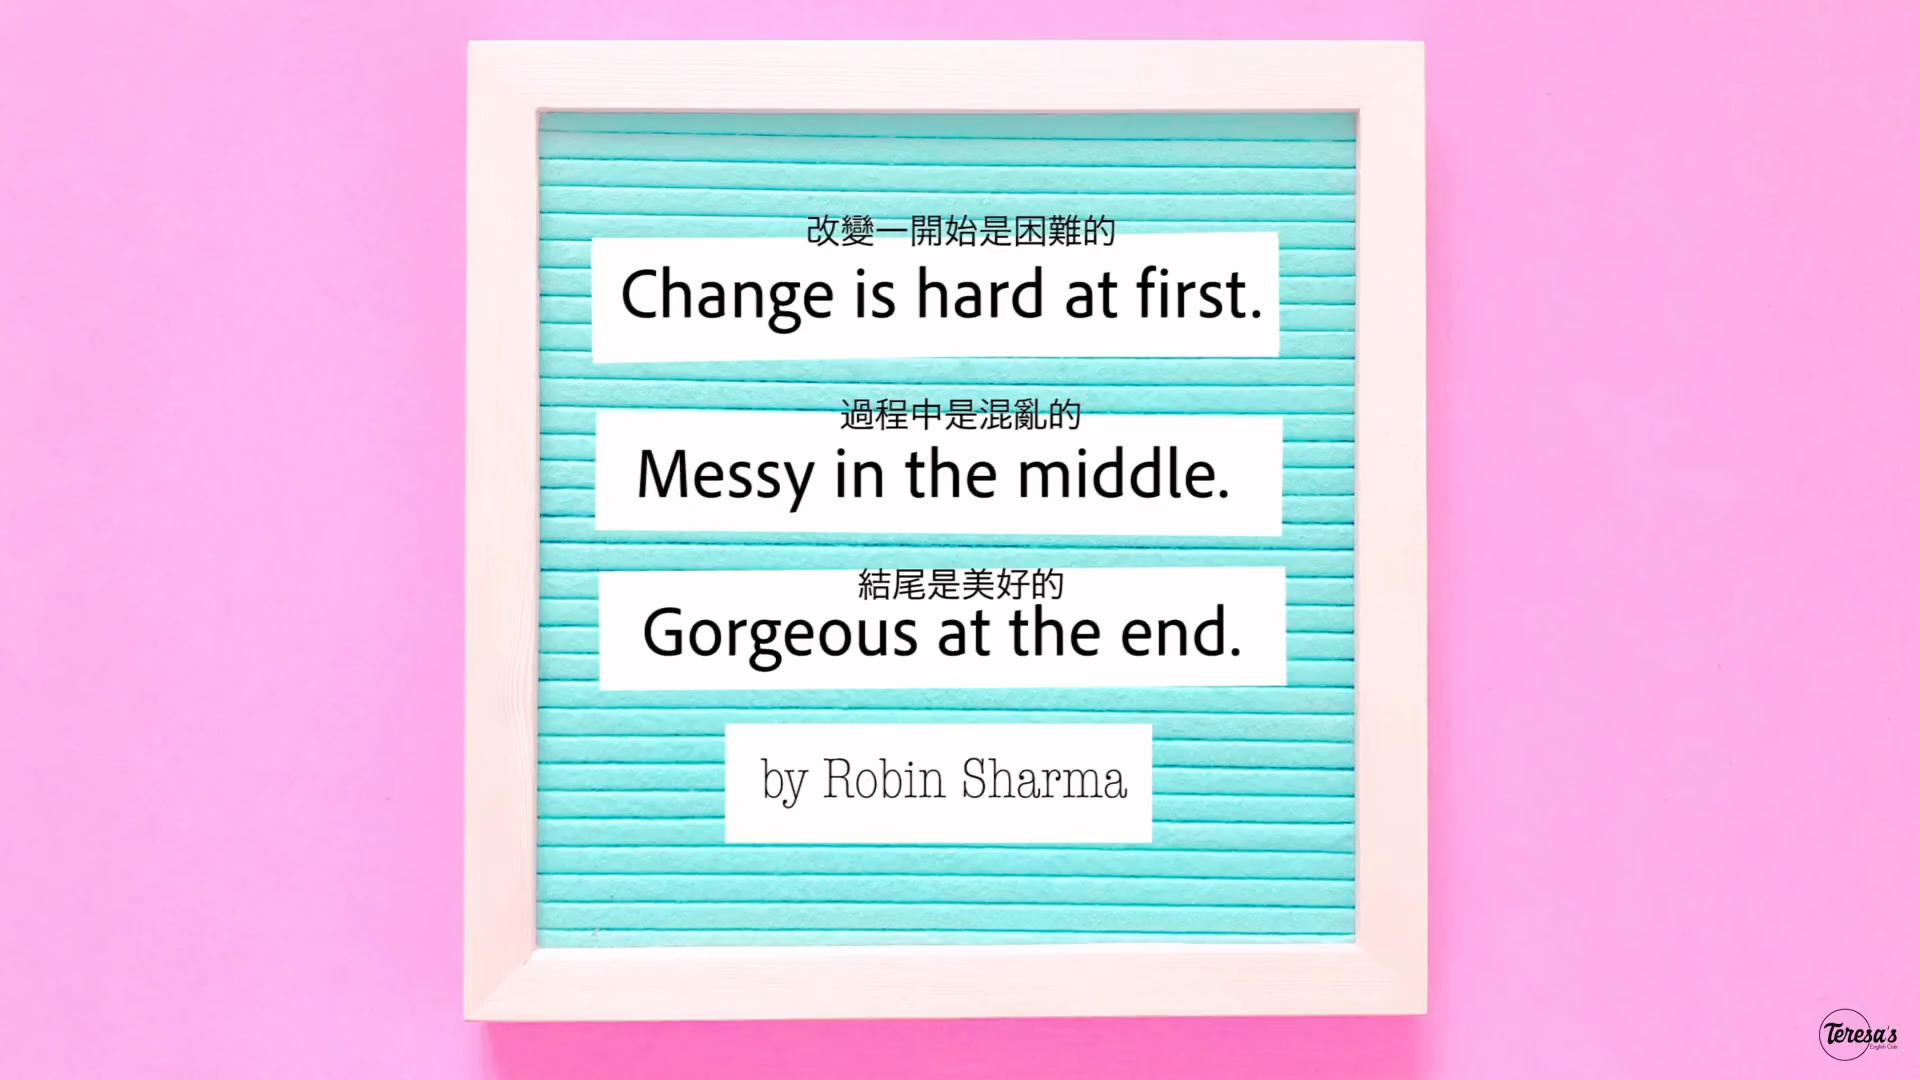 改變一開始是困難的
Change is hard at first.
過程中是混亂的
Messy in the middle.
結尾是美好的
Gorgeous at the end.
by Robin Sharma
Teresa's
English Club